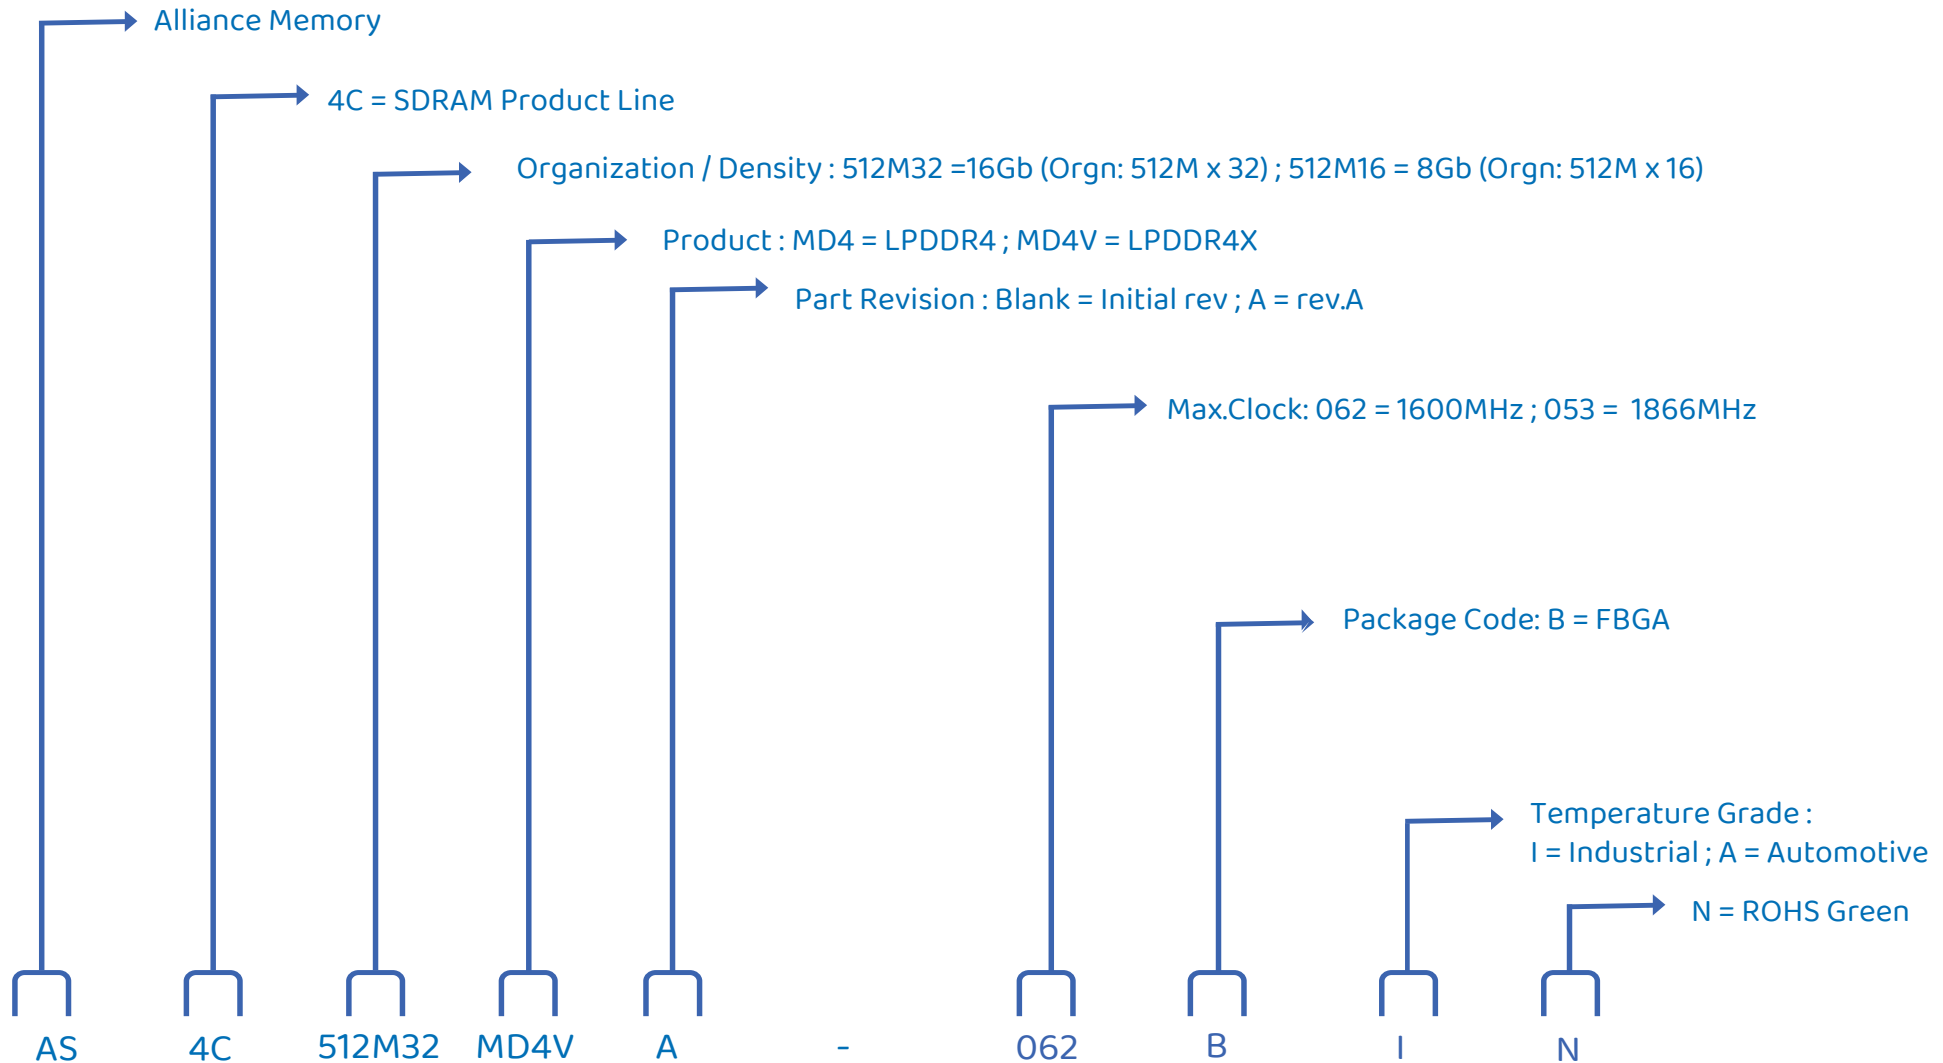 Alliance Memory
4C = SDRAM Product Line
Organization / Density : 512M32 =16Gb (Orgn: 512M x 32) ; 512M16 = 8Gb (Orgn: 512M x 16)
Product : MD4 = LPDDR4 ; MD4V = LPDDR4X
Part Revision : Blank = Initial rev ; A = rev.A
Max.Clock: 062 = 1600MHz ; 053 = 1866MHz
Package Code: B = FBGA
Temperature Grade :
I = Industrial ; A = Automotive
N = ROHS Green
AS 4C 512M32 MD4V A - 062 B I N